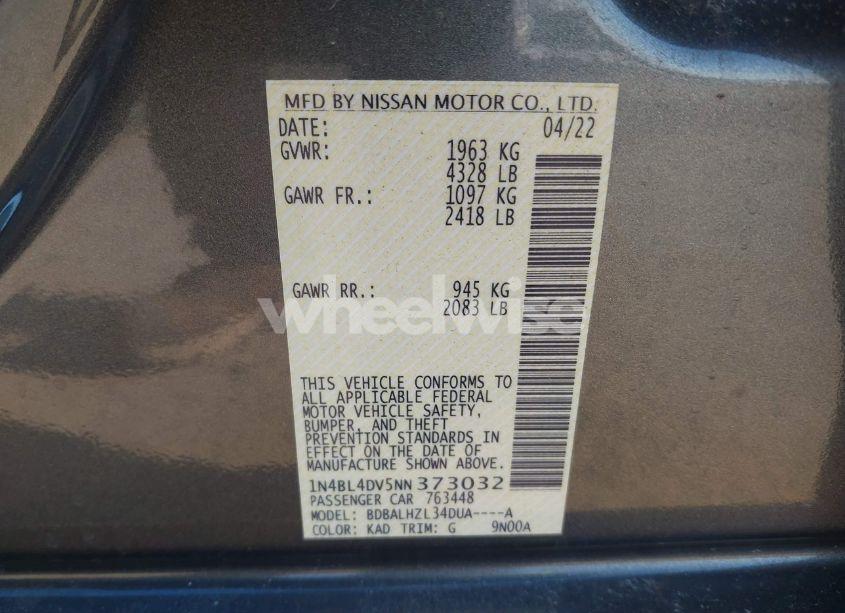 MFD BY NISSAN MOTOR CO., LTD.
DATE: 04/22
GVWR: 1963 KG
4328 LB
GAWR FR.: 1097 KG
2418 LB
GAWR RR.: 945 KG
2083 LB
wheelwise
THIS VEHICLE CONFORMS TO
ALL APPLICABLE FEDERAL
MOTOR VEHICLE SAFETY,
BUMPER, AND THEFT
PREVENTION STANDARDS IN
EFFECT ON THE DATE OF
MANUFACTURE SHOWN ABOVE.
1N4BL4DV5NN373032
PASSENGER CAR 763448
MODEL: BDBALHZL34DUA----A
COLOR: KAD TRIM: G 9N00A